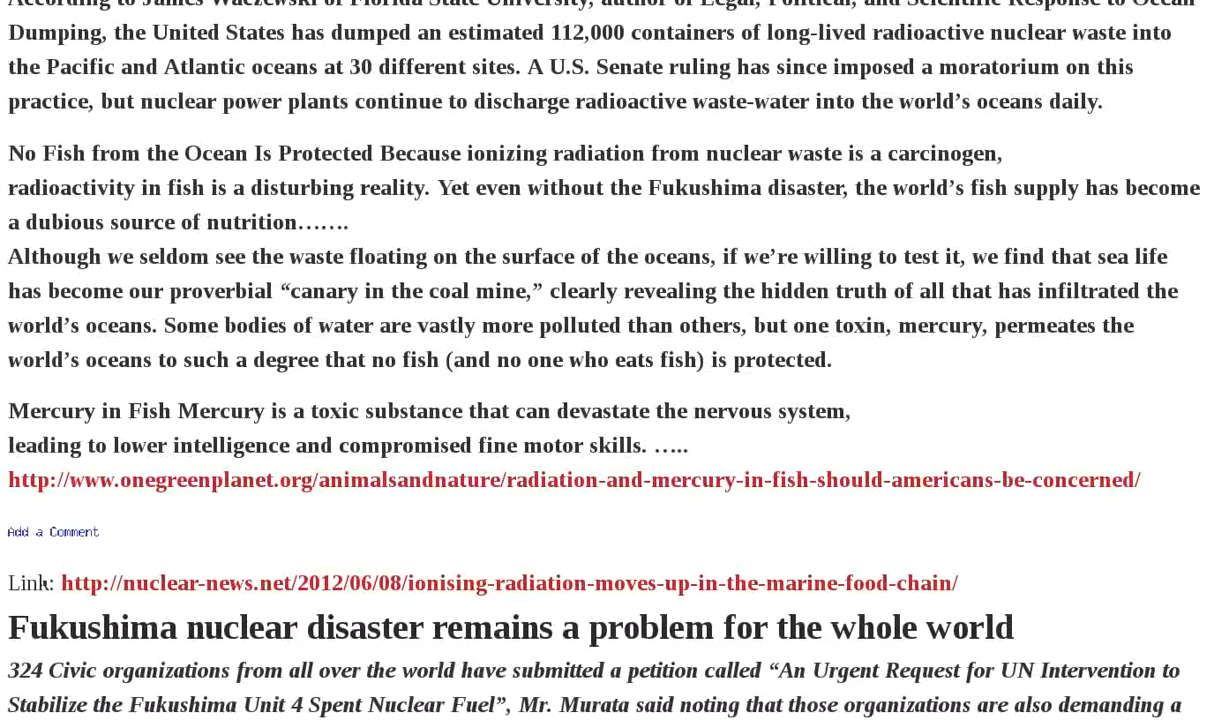 According to James Waczewski of Florida State University, author of Legal, Political, and Scientific Response to Ocean
Dumping, the United States has dumped an estimated 112,000 containers of long-lived radioactive nuclear waste into
the Pacific and Atlantic oceans at 30 different sites. A U.S. Senate ruling has since imposed a moratorium on this
practice, but nuclear power plants continue to discharge radioactive waste-water into the world’s oceans daily.
No Fish from the Ocean Is Protected Because ionizing radiation from nuclear waste is a carcinogen,
radioactivity in fish is a disturbing reality. Yet even without the Fukushima disaster, the world’s fish supply has become
a dubious source of nutrition…….
Although we seldom see the waste floating on the surface of the oceans, if we’re willing to test it, we find that sea life
has become our proverbial “canary in the coal mine,” clearly revealing the hidden truth of all that has infiltrated the
world’s oceans. Some bodies of water are vastly more polluted than others, but one toxin, mercury, permeates the
world’s oceans to such a degree that no fish (and no one who eats fish) is protected.
Mercury in Fish Mercury is a toxic substance that can devastate the nervous system,
leading to lower intelligence and compromised fine motor skills. …..
http://www.onegreenplanet.org/animalsandnature/radiation-and-mercury-in-fish-should-americans-be-concerned/
Add a Comment
Link: http://nuclear-news.net/2012/06/08/ionising-radiation-moves-up-in-the-marine-food-chain/
Fukushima nuclear disaster remains a problem for the whole world
324 Civic organizations from all over the world have submitted a petition called “An Urgent Request for UN Intervention to
Stabilize the Fukushima Unit 4 Spent Nuclear Fuel”, Mr. Murata said noting that those organizations are also demanding a